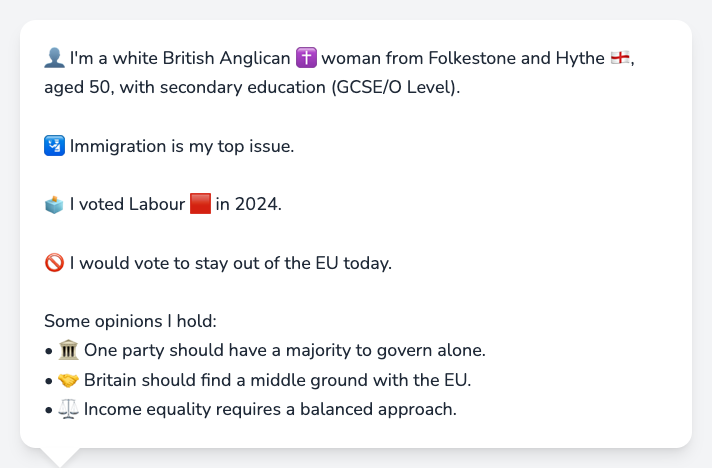 👤 I'm a white British Anglican ✝️ woman from Folkestone and Hythe 🏴󠁧󠁢󠁥󠁮󠁧󠁿,
aged 50, with secondary education (GCSE/O Level).
🛂 Immigration is my top issue.
🗳️ I voted Labour 🟥 in 2024.
🚫 I would vote to stay out of the EU today.
Some opinions I hold:
• 🏛️ One party should have a majority to govern alone.
• 🤝 Britain should find a middle ground with the EU.
• ⚖️ Income equality requires a balanced approach.